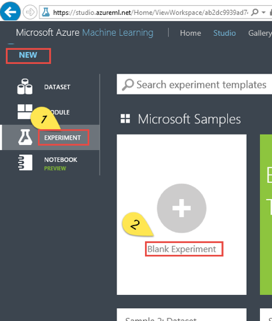 https://studio.azureml.net/Home/ViewWorkspace/ab2dc9939ad7
Microsoft Azure Machine Learning
Home
Studio
Gallery
NEW
DATASET
MODULE
EXPERIMENT
NOTEBOOK
PREVIEW
1
Search experiment templates
Microsoft Samples
2
Blank Experiment
Sample 2: Dataset